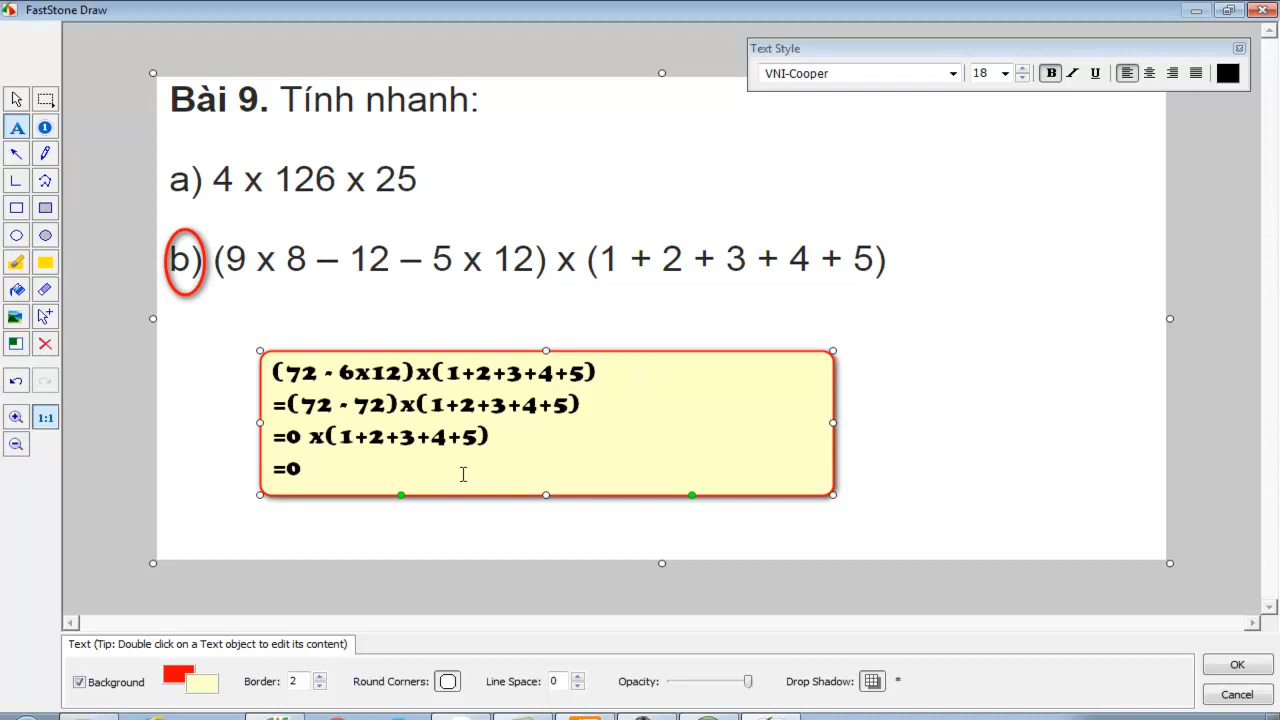 FastStone Draw
Text Style
VNI-Cooper 18 B U
Bài 9. Tính nhanh:
a) 4 x 126 x 25
b) (9 x 8 – 12 – 5 x 12) x (1 + 2 + 3 + 4 + 5)
(72 - 6x12)x(1+2+3+4+5)
=(72 - 72)x(1+2+3+4+5)
=0 x(1+2+3+4+5)
=0
A 1
1:1
Text (Tip: Double click on a Text object to edit its content)
Background Border: 2 Round Corners: Line Space: 0 Opacity: Drop Shadow: *
OK
Cancel